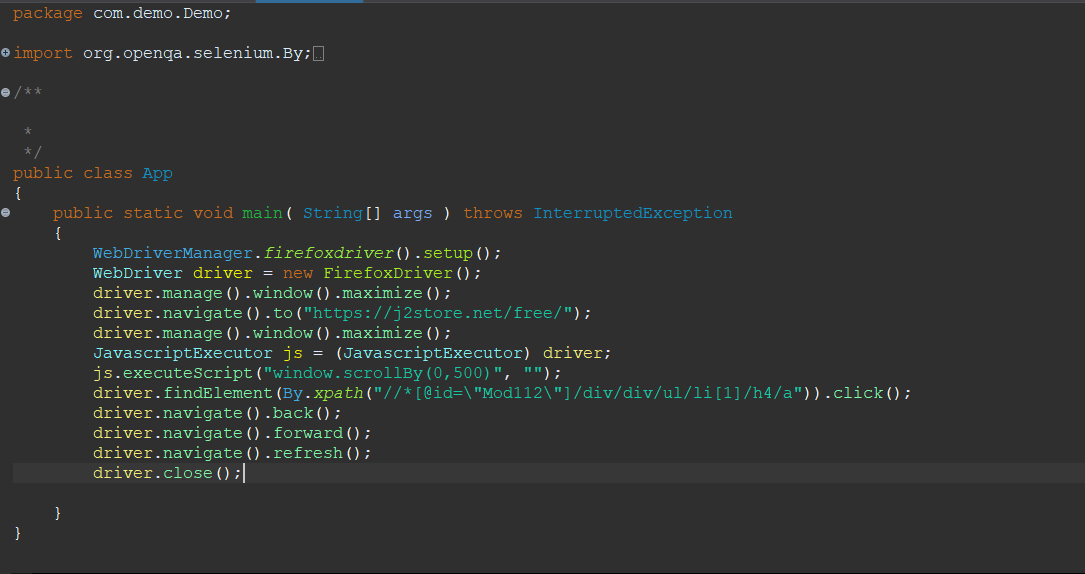 package com.demo.Demo;
import org.openqa.selenium.By;
/**
*
*/
public class App
{
public static void main( String[] args ) throws InterruptedException
{
WebDriverManager.firefoxdriver().setup();
WebDriver driver = new FirefoxDriver();
driver.manage().window().maximize();
driver.navigate().to("https://j2store.net/free/");
driver.manage().window().maximize();
JavascriptExecutor js = (JavascriptExecutor) driver;
js.executeScript("window.scrollBy(0,500)", "");
driver.findElement(By.xpath("//*[@id=\"Mod112\"]/div/div/ul/li[1]/h4/a")).click();
driver.navigate().back();
driver.navigate().forward();
driver.navigate().refresh();
driver.close();
}
}